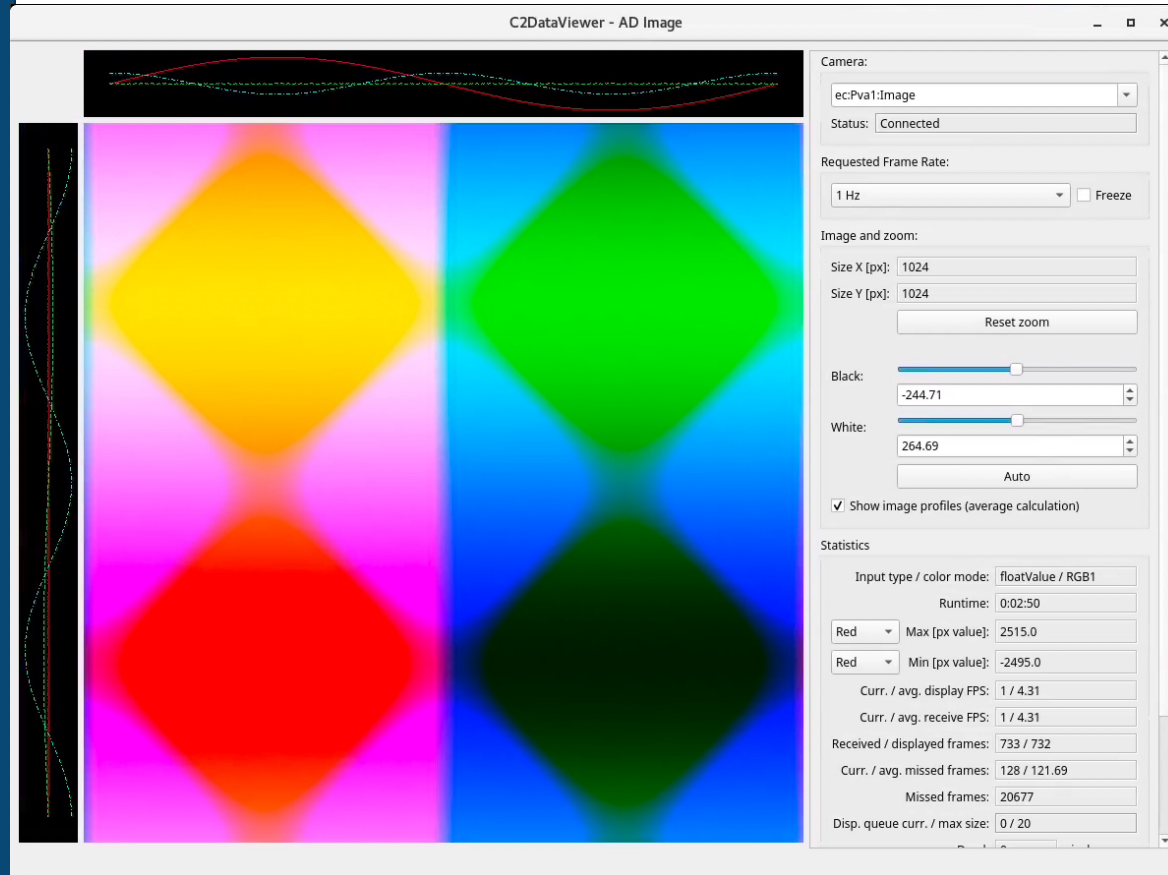 C2DataViewer - AD Image
Camera:
ec:Pva1:Image
Status: Connected
Requested Frame Rate:
1 Hz Freeze
Image and zoom:
Size X [px]: 1024
Size Y [px]: 1024
Reset zoom
Black:
-244.71
White:
264.69
Auto
Show image profiles (average calculation)
Statistics
Input type / color mode: floatValue / RGB1
Runtime: 0:02:50
Red Max [px value]: 2515.0
Red Min [px value]: -2495.0
Curr. / avg. display FPS: 1 / 4.31
Curr. / avg. receive FPS: 1 / 4.31
Received / displayed frames: 733 / 732
Curr. / avg. missed frames: 128 / 121.69
Missed frames: 20677
Disp. queue curr. / max size: 0 / 20